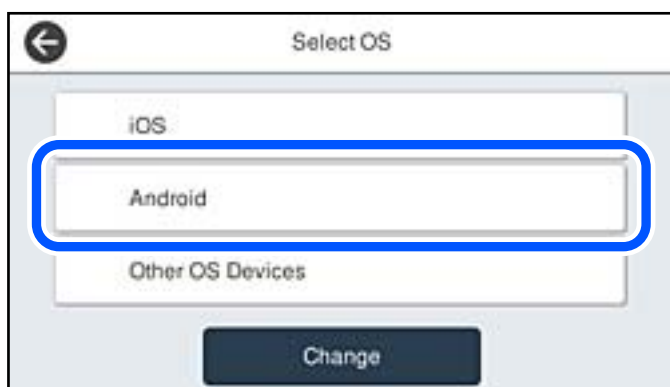 Select OS
iOS
Android
Other OS Devices
Change